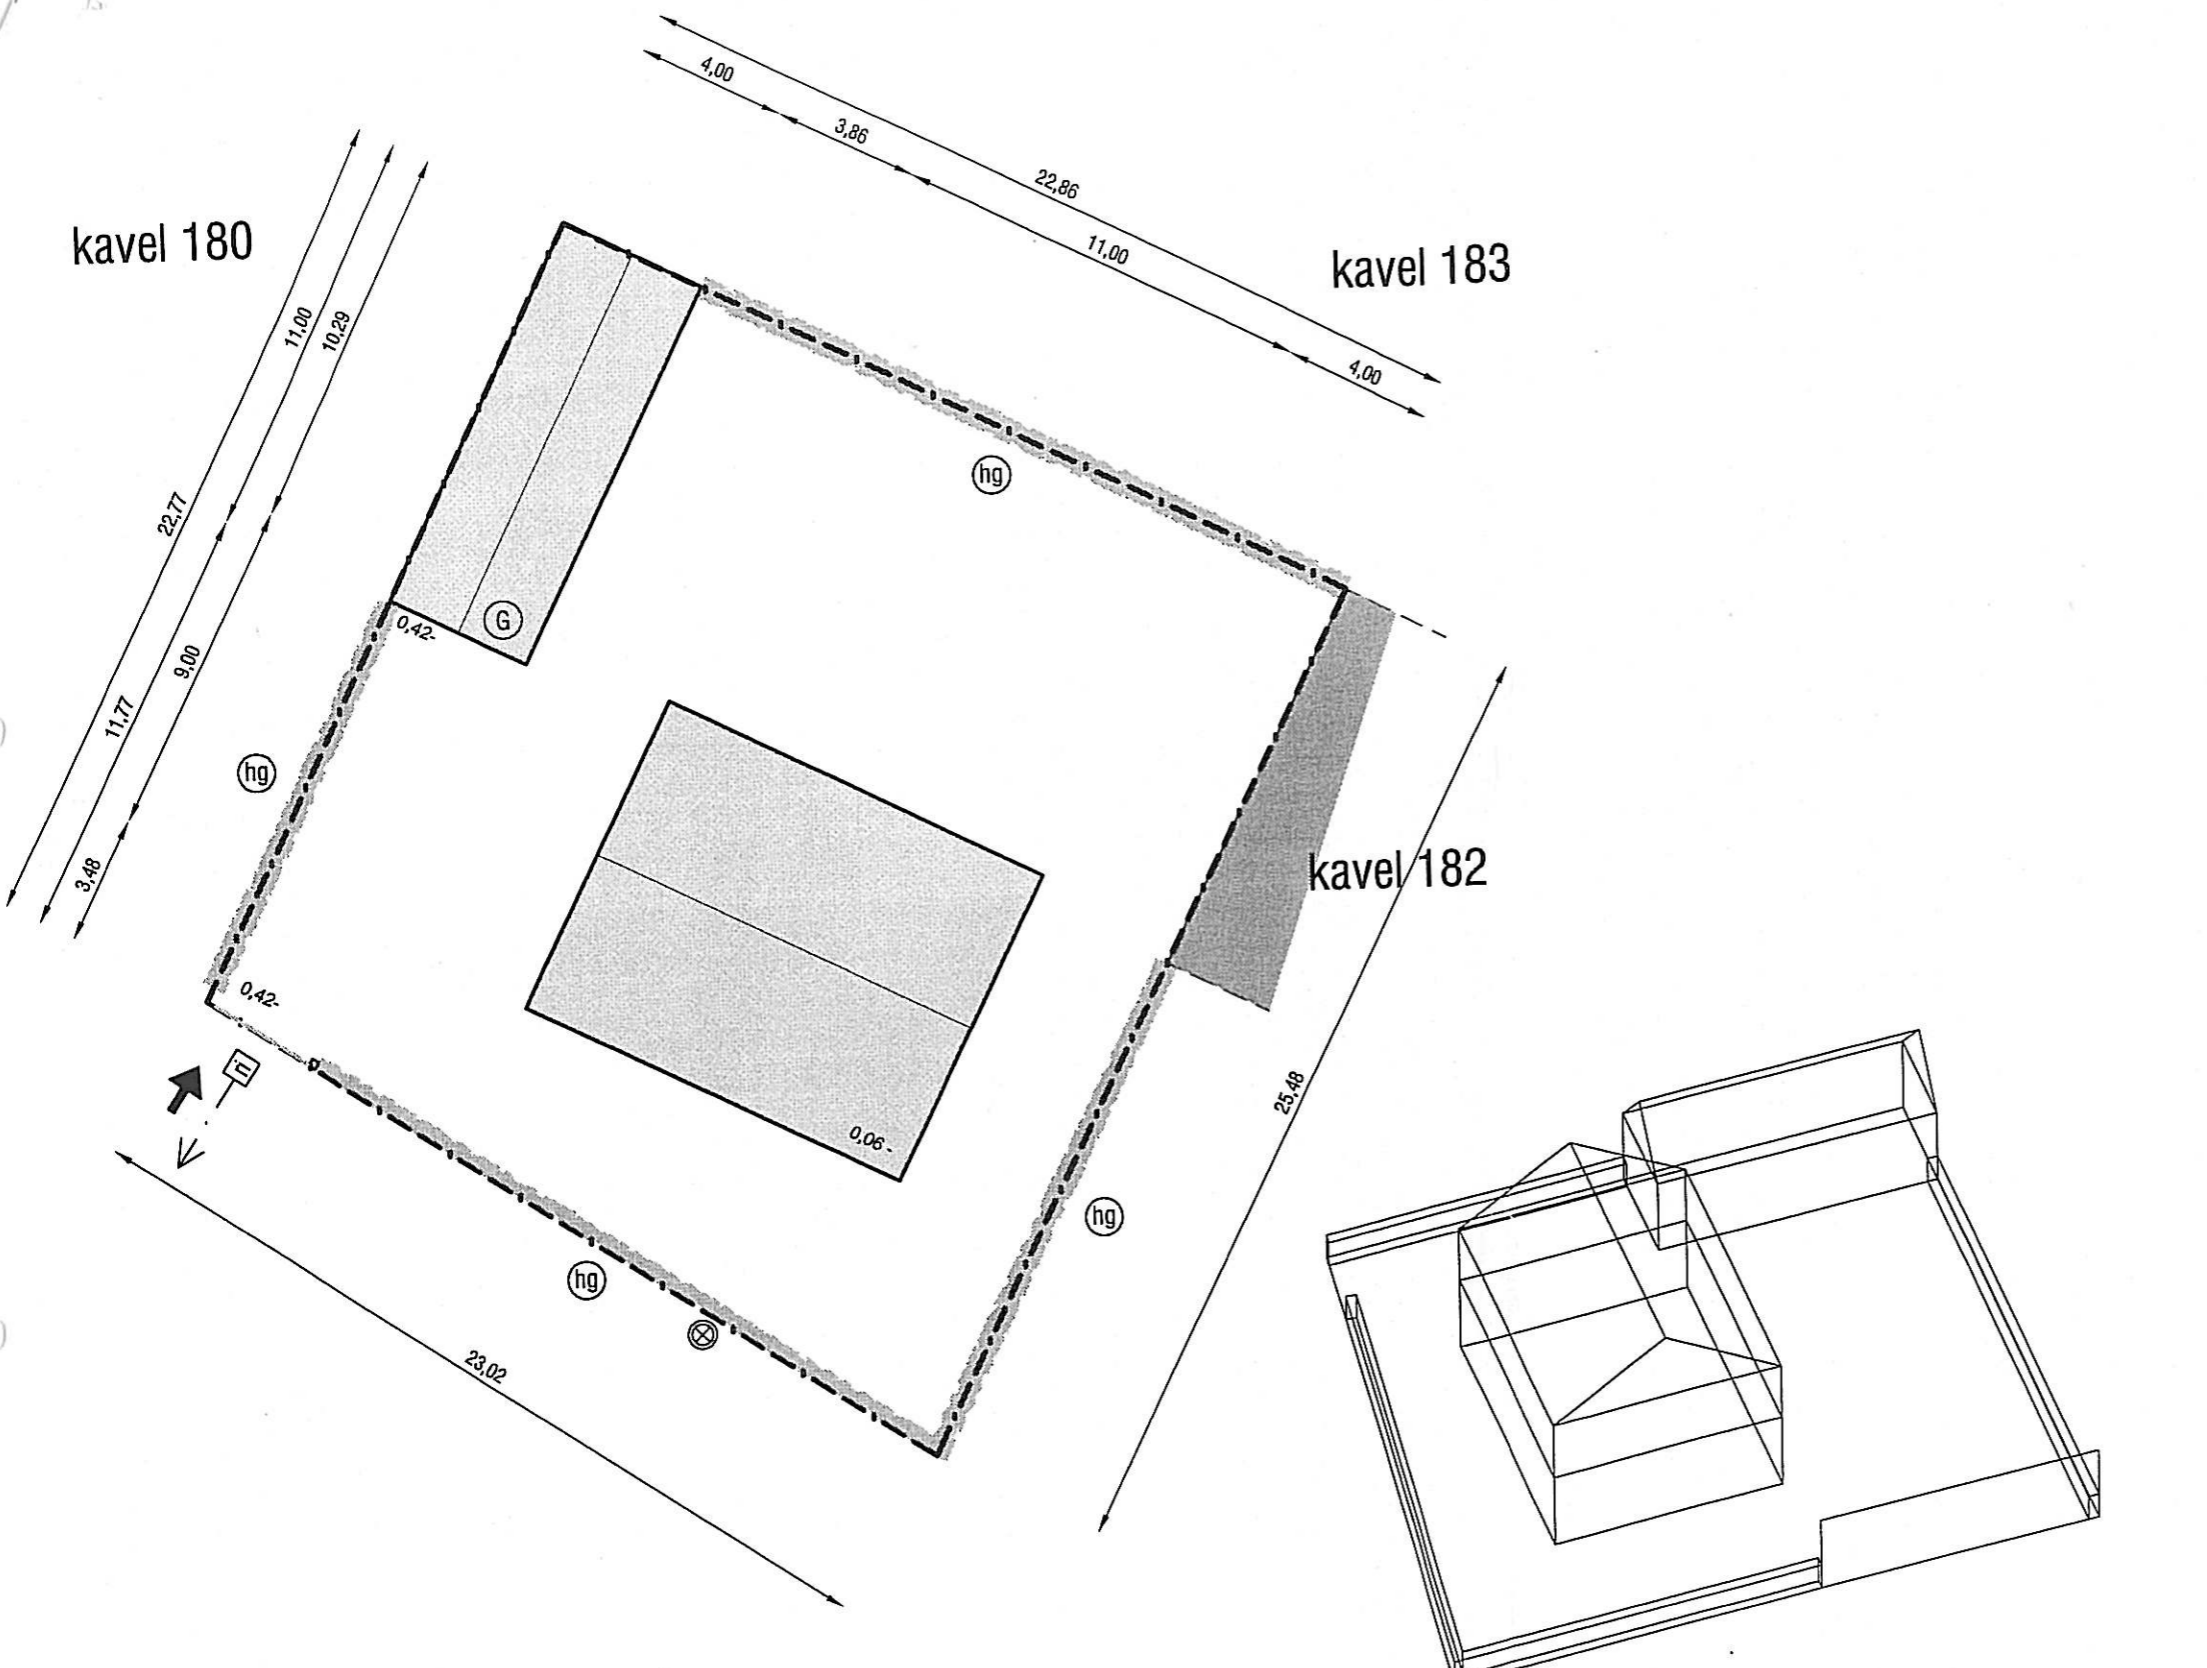 4,00
3,86
22,86
11,00
4,00
kavel 180
kavel 183
11,00
10,29
22,77
hg
G
0,42-
9,00
11,77
hg
3,48
kavel 182
0,42-
in
25,48
0,06 -
hg
hg
23,02